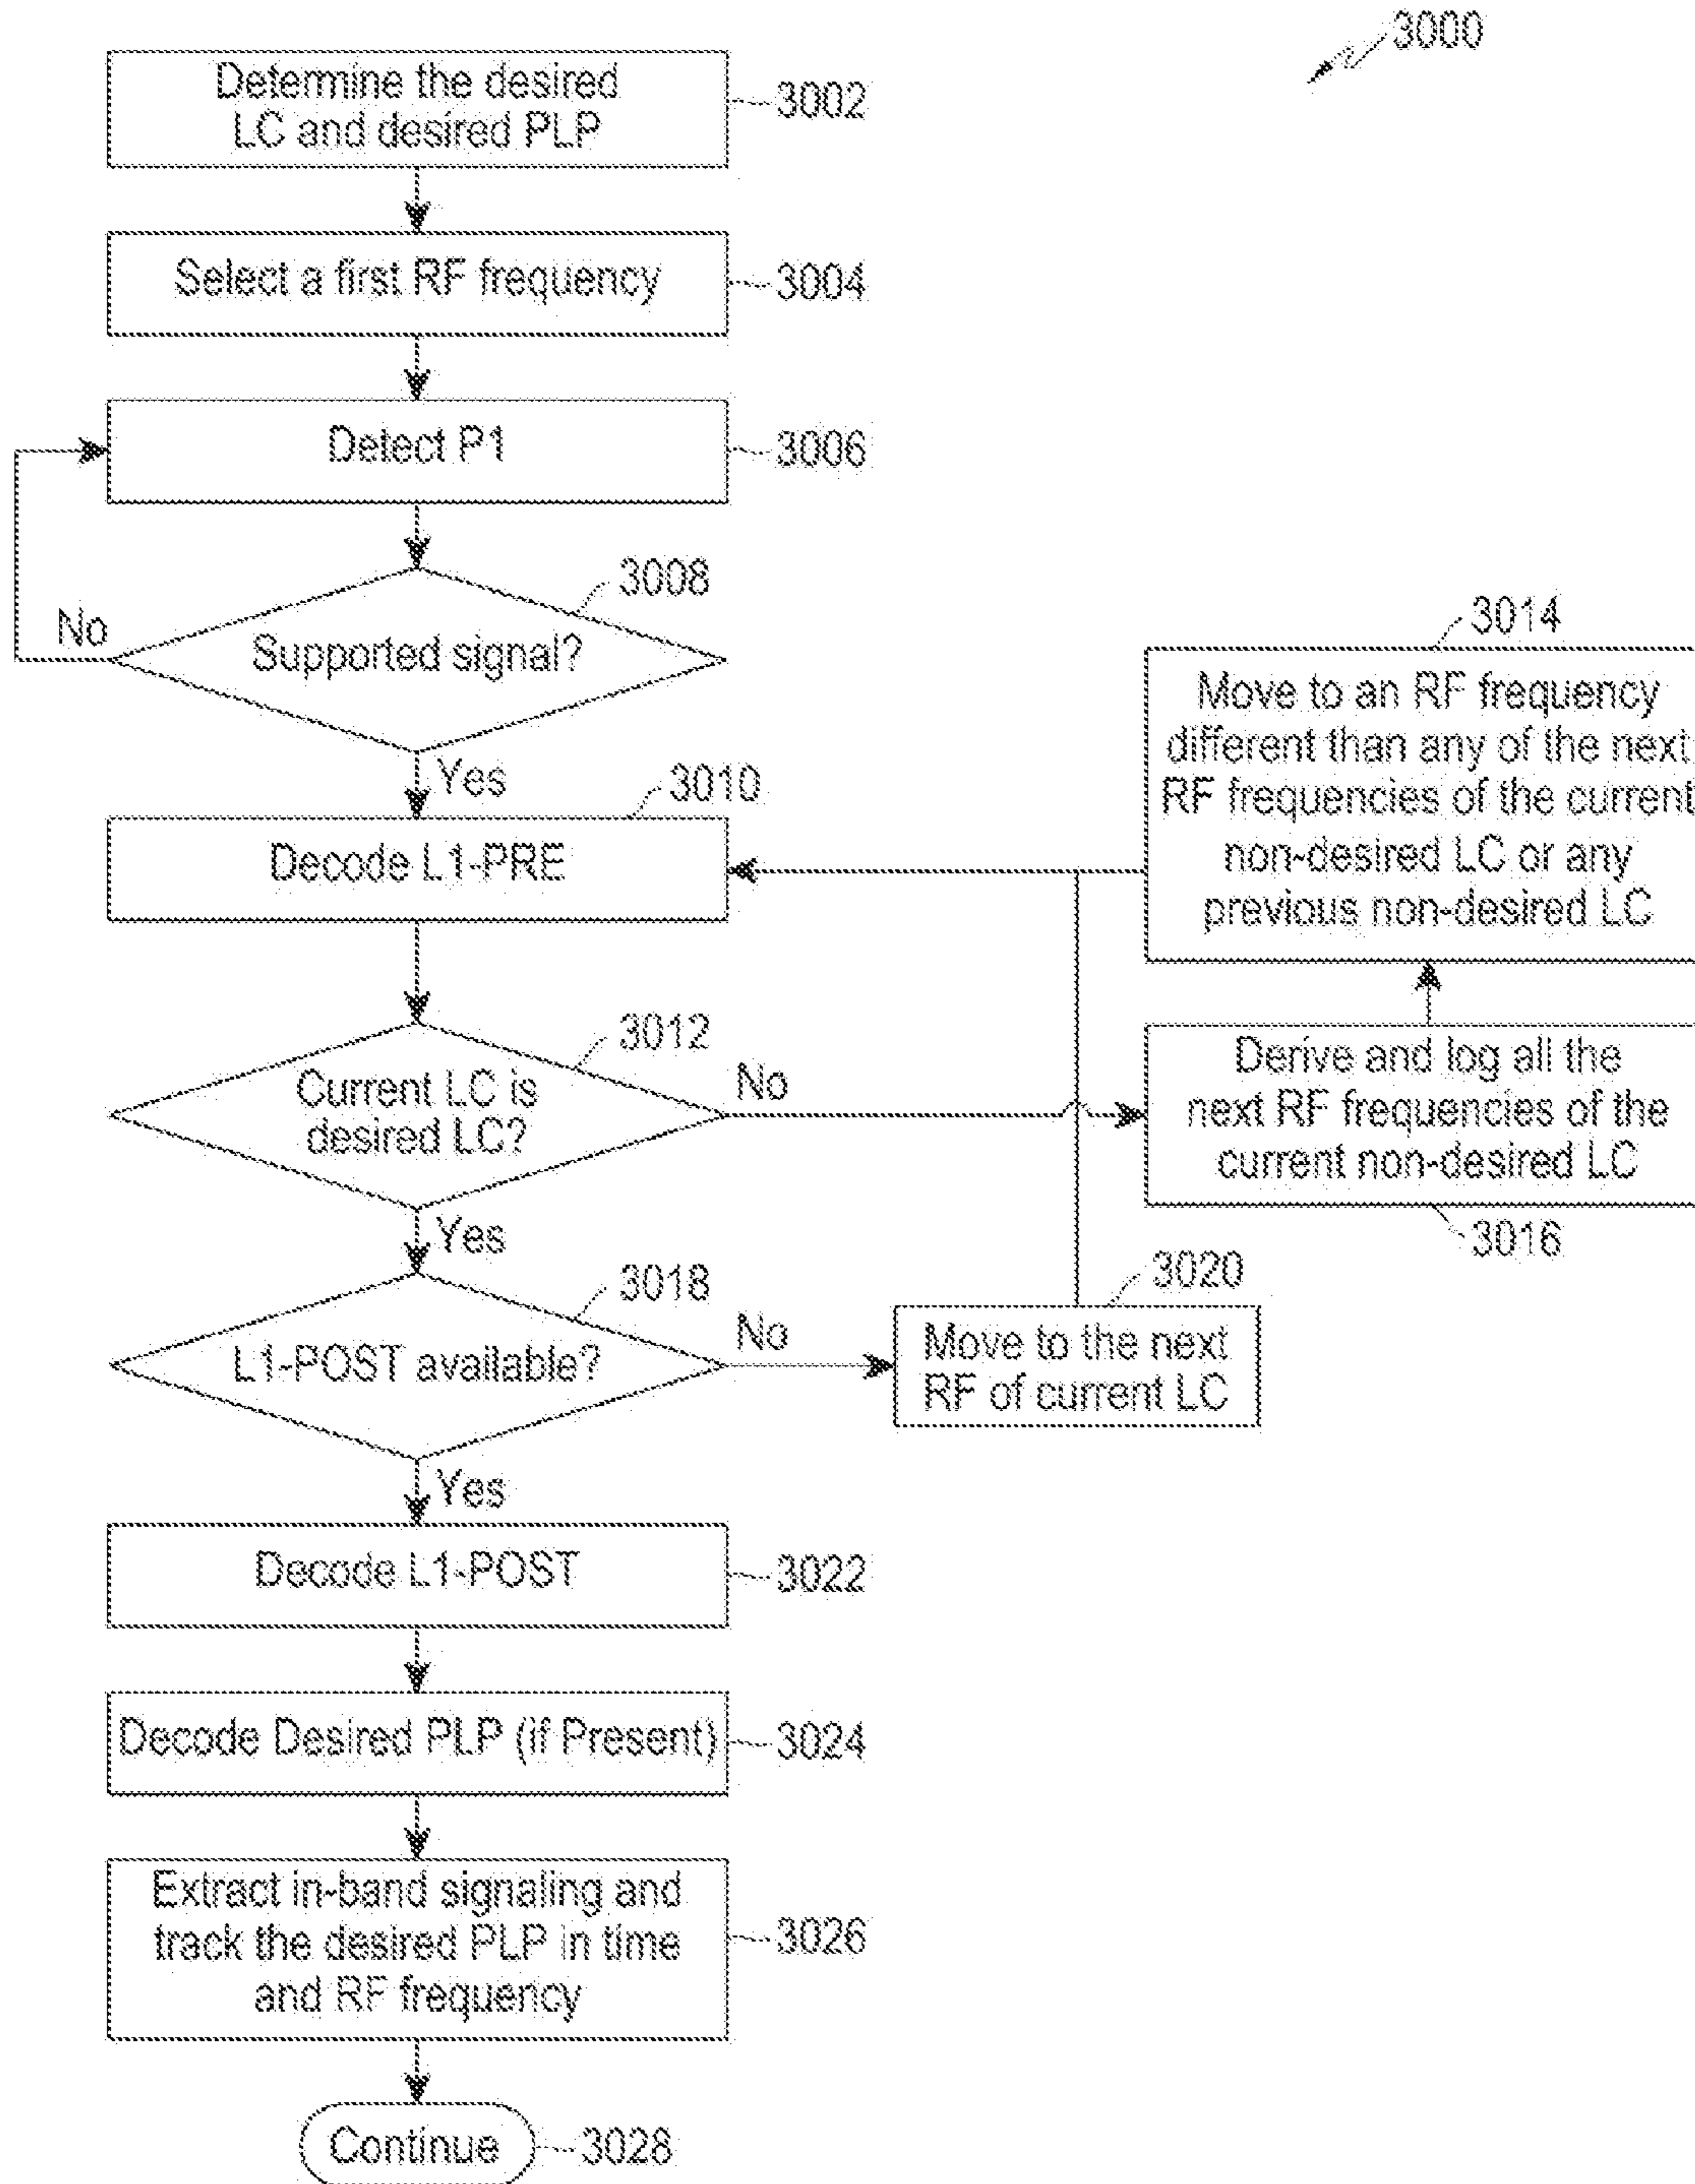 3000
Determine the desired
LC and desired PLP
3002
Select a first RF frequency
3004
Detect P1
3006
3008
No
Supported signal?
Yes
3010
Decode L1-PRE
3014
Move to an RF frequency
different than any of the next
RF frequencies of the current
non-desired LC or any
previous non-desired LC
3012
Current LC is
desired LC?
No
Derive and log all the
next RF frequencies of the
current non-desired LC
3016
Yes
3018
L1-POST available?
No
3020
Move to the next
RF of current LC
Yes
Decode L1-POST
3022
Decode Desired PLP (if Present)
3024
Extract in-band signaling and
track the desired PLP in time
and RF frequency
3026
Continue
3028